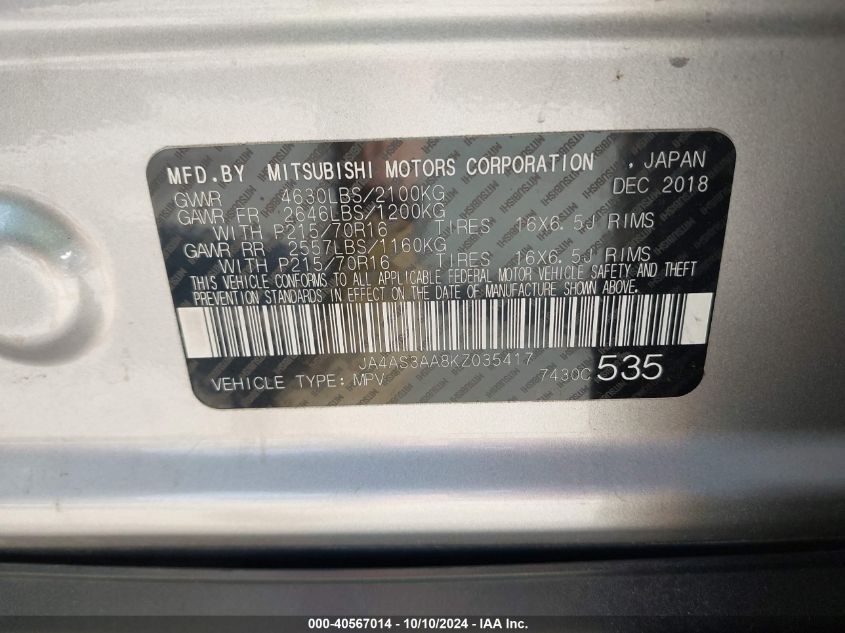 MFD.BY MITSUBISHI MOTORS CORPORATION , JAPAN
GVWR 4630LBS/2100KG DEC 2018
GAWR FR 2646LBS/1200KG
WITH P215/70R16 TIRES 16X6.5J RIMS
GAWR RR 2557LBS/1160KG
WITH P215/70R16 TIRES 16X6.5J RIMS
THIS VEHICLE CONFORMS TO ALL APPLICABLE FEDERAL MOTOR VEHICLE SAFETY AND THEFT
PREVENTION STANDARDS IN EFFECT ON THE DATE OF MANUFACTURE SHOWN ABOVE.
JA4AS3AA8KZ035417
VEHICLE TYPE: MPV 7430C 535
000-40567014 - 10/10/2024 - IAA Inc.